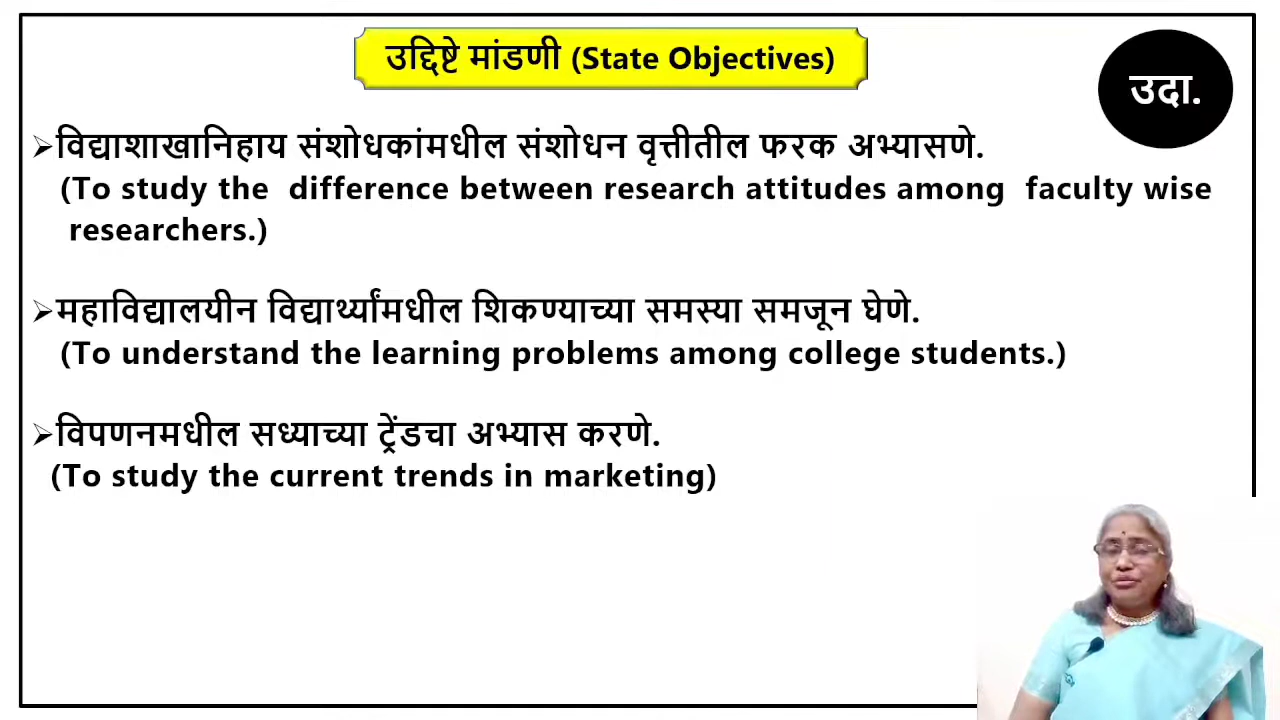 उद्दिष्टे मांडणी (State Objectives)
उदा.
➢विद्याशाखानिहाय संशोधकांमधील संशोधन वृत्तीतील फरक अभ्यासणे.
(To study the difference between research attitudes among faculty wise
researchers.)
➢महाविद्यालयीन विद्यार्थ्यांमधील शिकण्याच्या समस्या समजून घेणे.
(To understand the learning problems among college students.)
➢विपणनमधील सध्याच्या ट्रेंडचा अभ्यास करणे.
(To study the current trends in marketing)